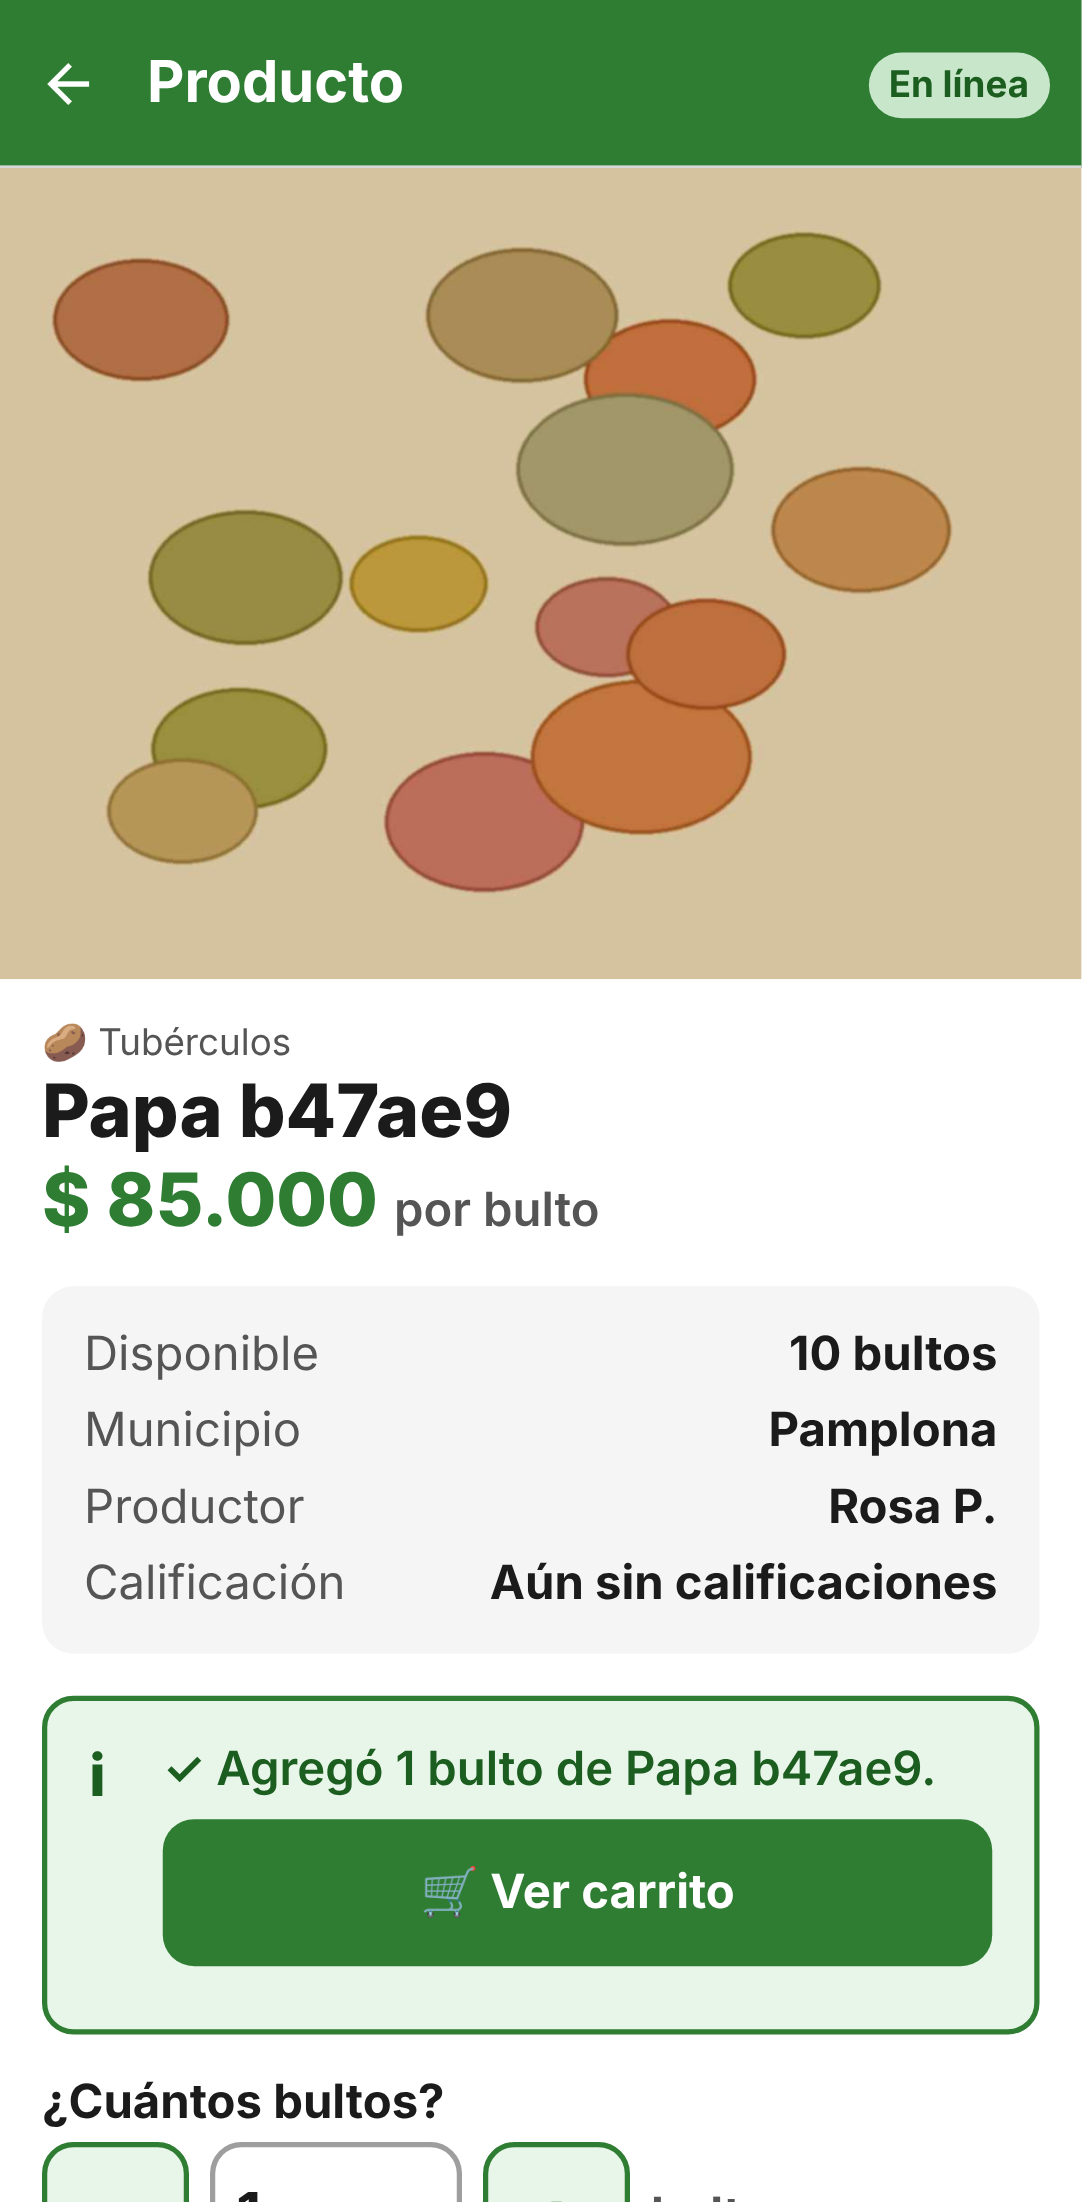 Producto
En línea
Tubérculos
Papa b47ae9
$ 85.000 por bulto
Disponible 10 bultos
Municipio Pamplona
Productor Rosa P.
Calificación Aún sin calificaciones
i ✓ Agregó 1 bulto de Papa b47ae9.
Ver carrito
¿Cuántos bultos?